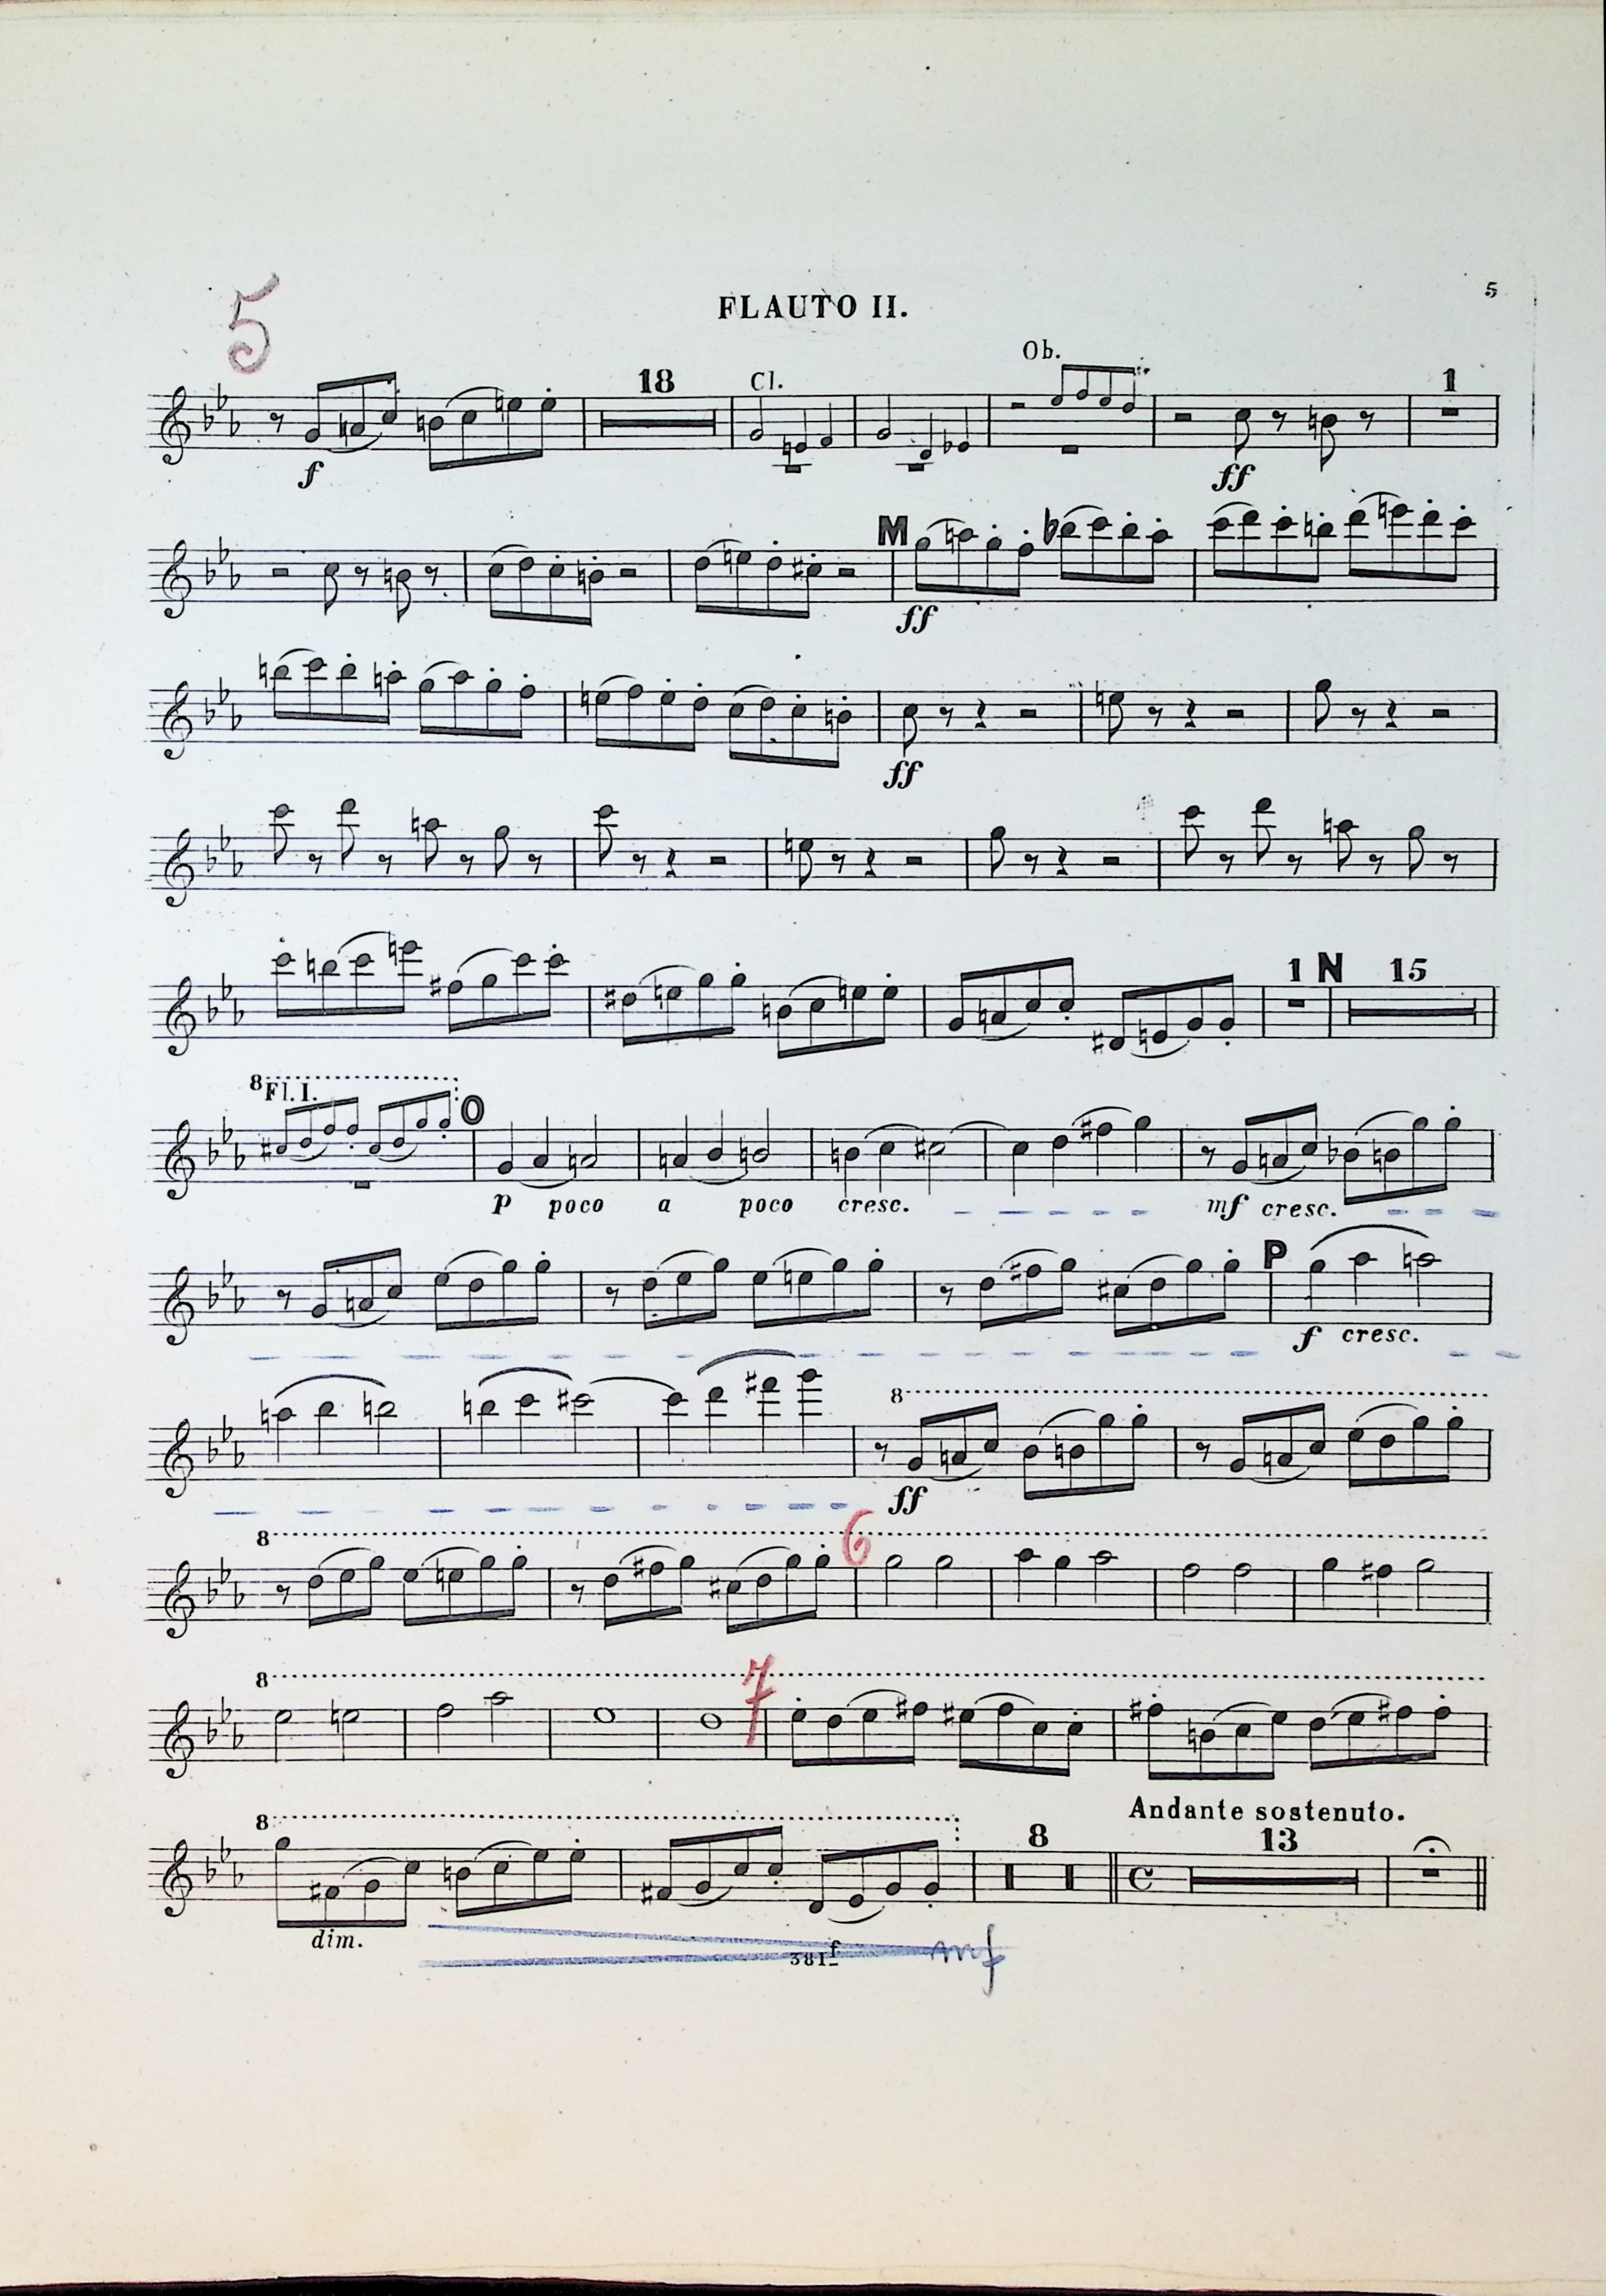 5
FLAUTO II.
5
Ob.
18
Cl.
1
f
ff
M
ff
ff
1 N 15
8
Fl. I.
O
p poco a poco cresc. mf cresc.
P
f cresc.
8
ff
8
6
8
7
8
Andante sostenuto.
8
13
dim.
381f
mf